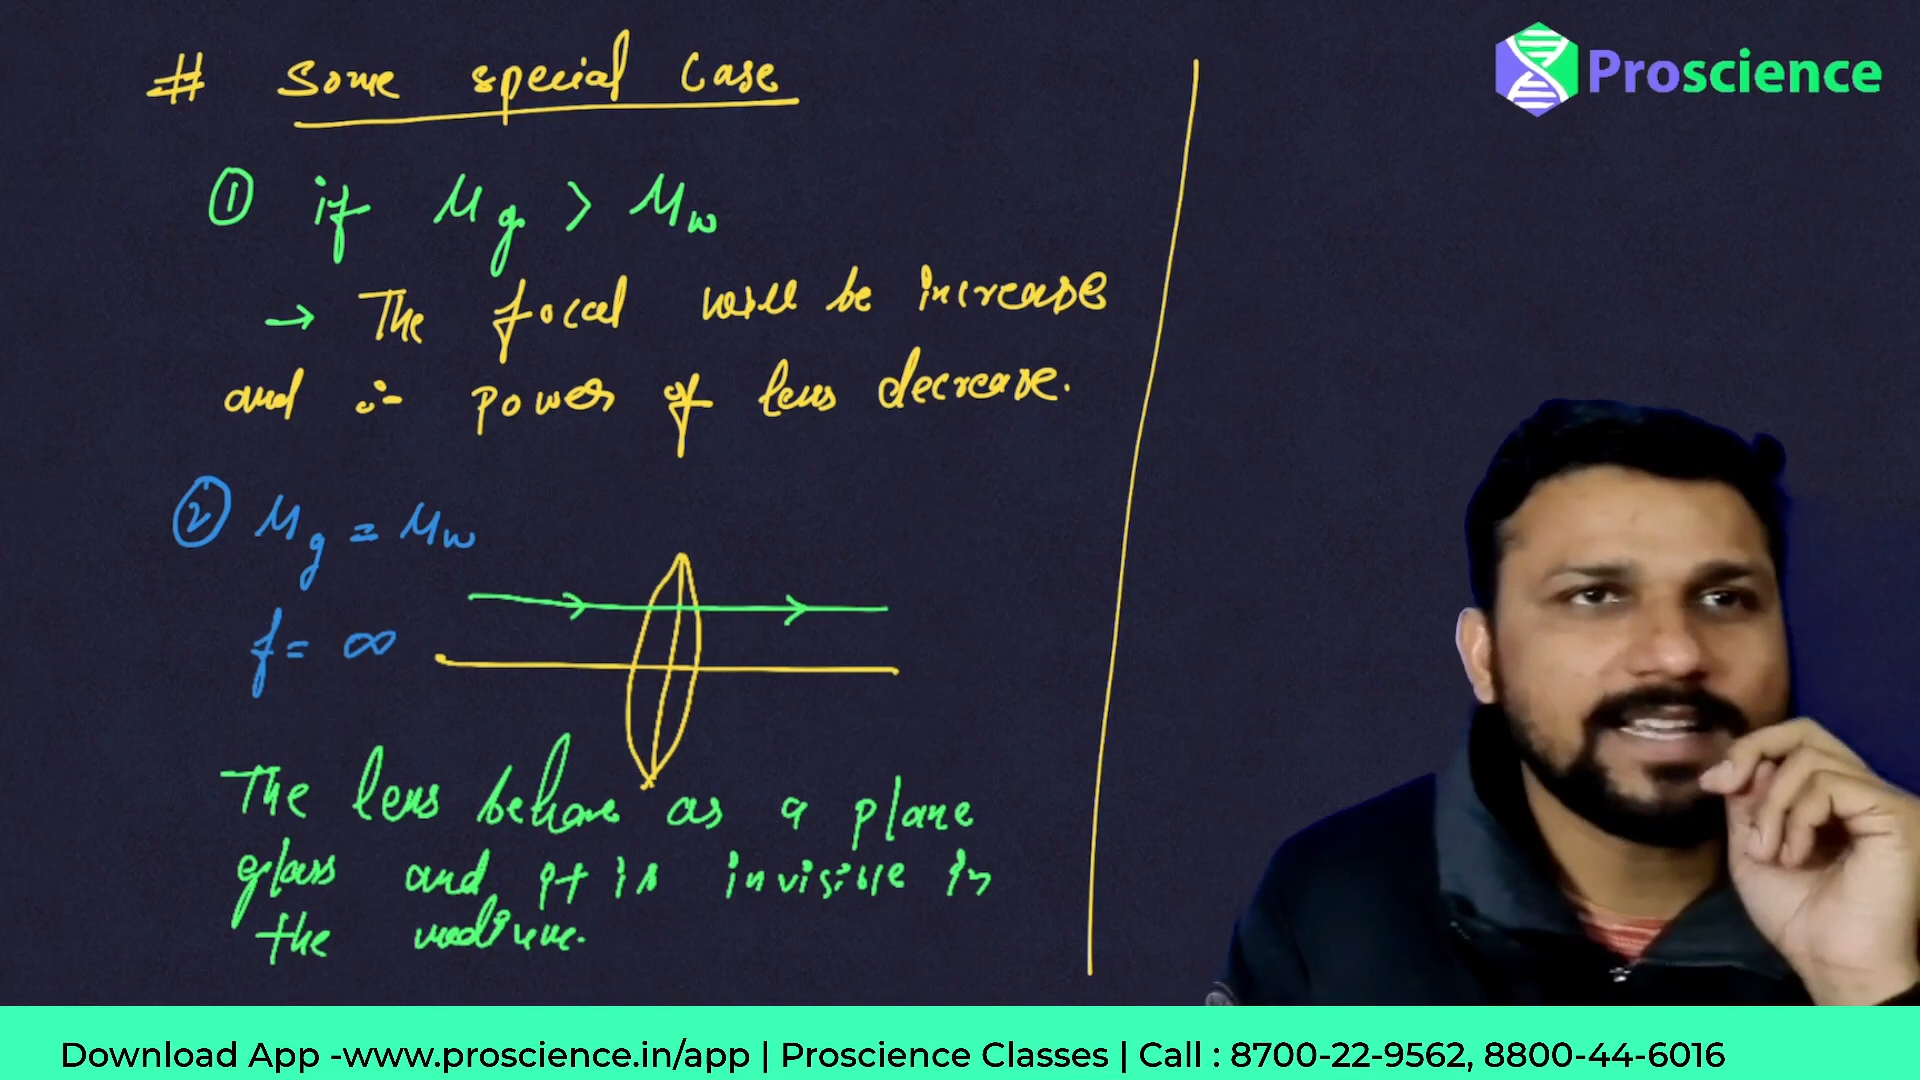 # Some special Case
① if μg > μw
→ The focal will be increase
and ∴ power of lens decrease.
② μg = μw
f = ∞
The lens behave as a plane
glass and it is invisible in
the medium.
Proscience
Download App -www.proscience.in/app | Proscience Classes | Call : 8700-22-9562, 8800-44-6016